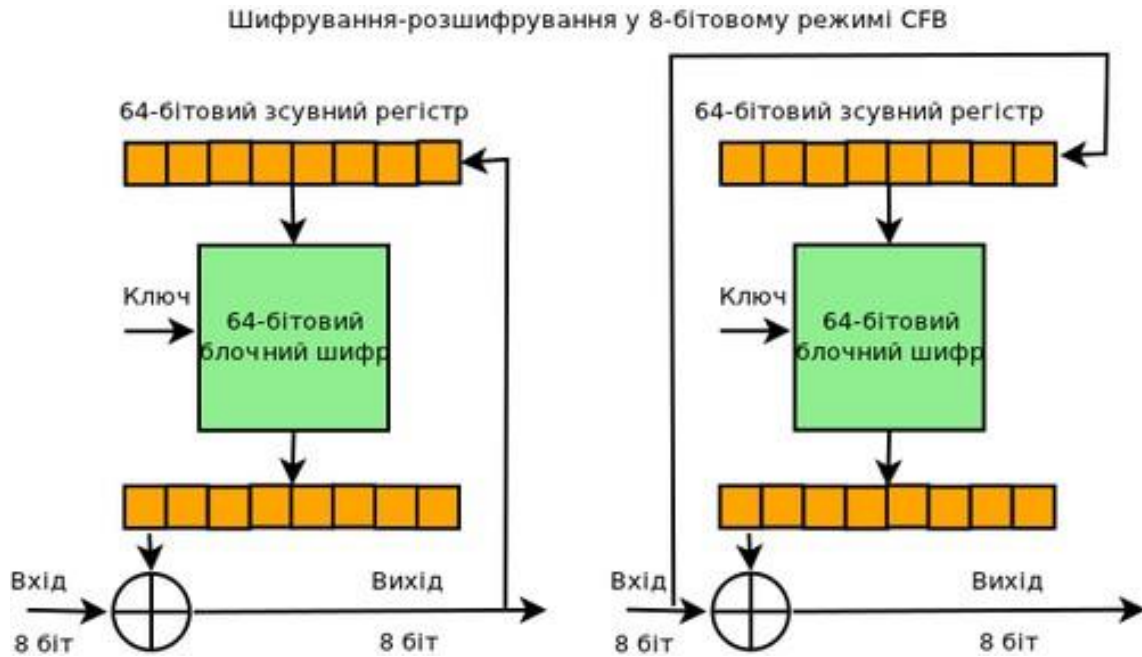 Шифрування-розшифрування у 8-бітовому режимі CFB
64-бітовий зсувний регістр
Ключ
64-бітовий
блочний шифр
Вхід
Вихід
8 біт
8 біт
64-бітовий зсувний регістр
Ключ
64-бітовий
блочний шифр
Вхід
Вихід
8 біт
8 біт